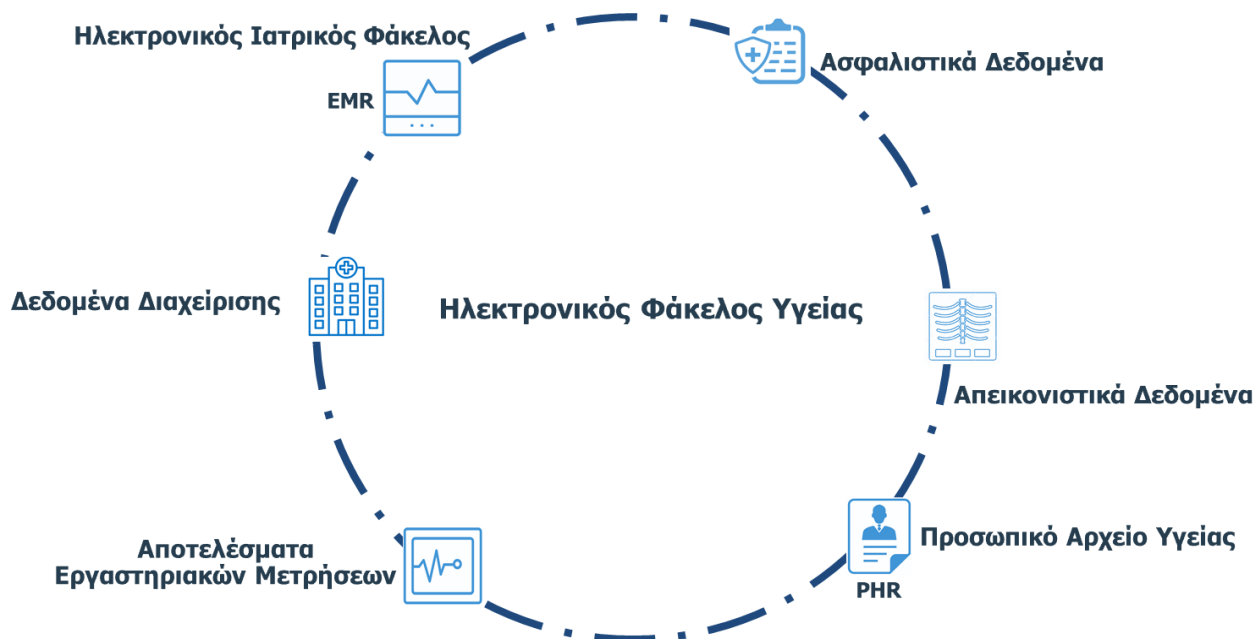 Ηλεκτρονικός Ιατρικός Φάκελος
EMR
Ασφαλιστικά Δεδομένα
Δεδομένα Διαχείρισης
Ηλεκτρονικός Φάκελος Υγείας
Απεικονιστικά Δεδομένα
Αποτελέσματα
Εργαστηριακών Μετρήσεων
Προσωπικό Αρχείο Υγείας
PHR